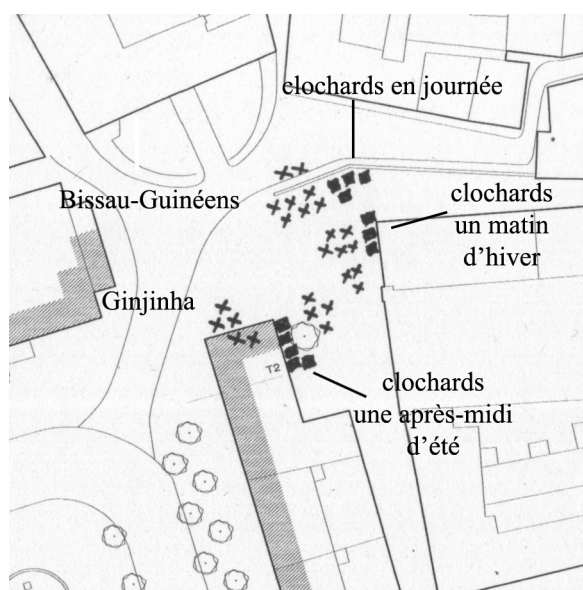 clochards en journée
Bissau-Guinéens
clochards
un matin
d'hiver
Ginjinha
T2
clochards
une après-midi
d'été